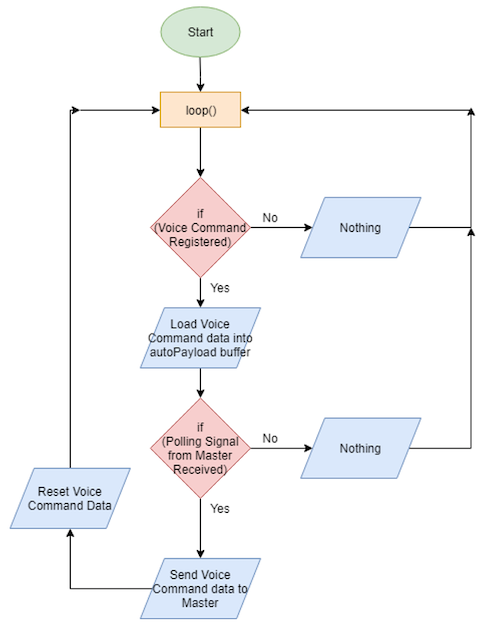 Start
loop()
if
(Voice Command
Registered)
No
Nothing
Yes
Load Voice
Command data into
autoPayload buffer
if
(Polling Signal
from Master
Received)
No
Nothing
Yes
Reset Voice
Command Data
Send Voice
Command data to
Master